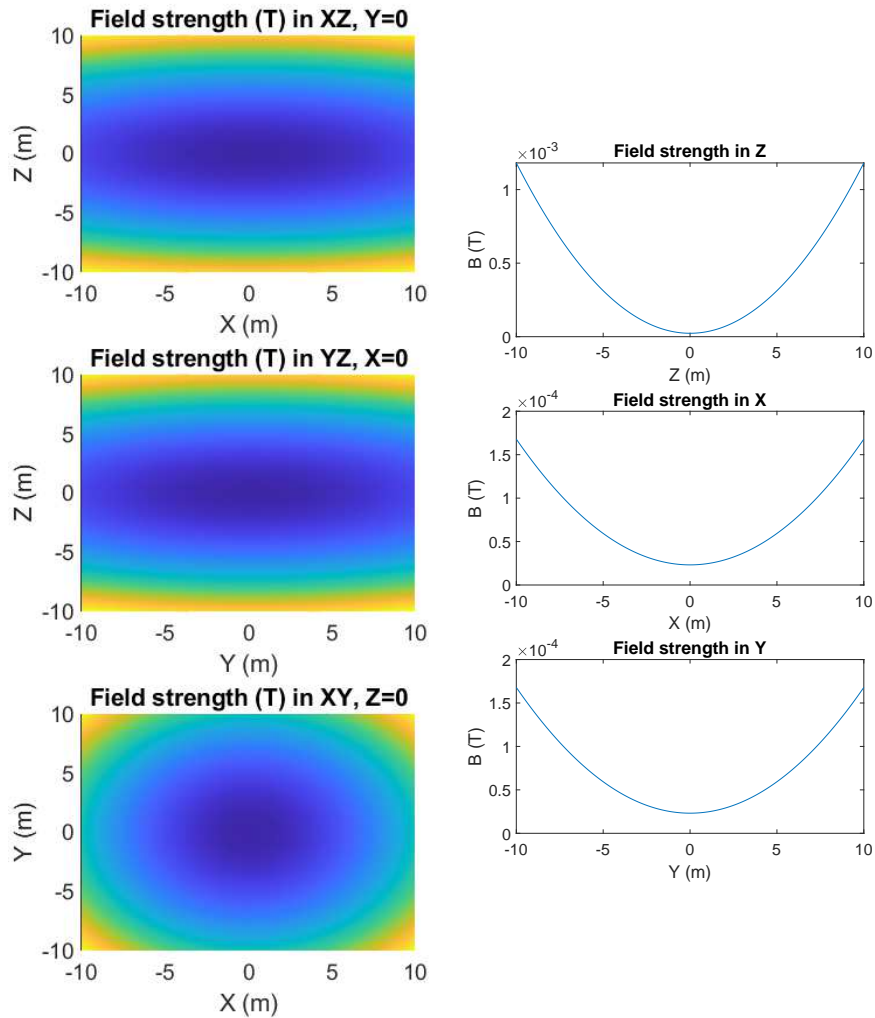 Field strength (T) in XZ, Y=0
10
5
0
-5
-10
Z (m)
-10 -5 0 5 10
X (m)
Field strength (T) in YZ, X=0
10
5
0
-5
-10
Z (m)
-10 -5 0 5 10
Y (m)
Field strength (T) in XY, Z=0
10
5
0
-5
-10
Y (m)
-10 -5 0 5 10
X (m)
×10⁻³
Field strength in Z
1
0.5
0
B (T)
-10 -5 0 5 10
Z (m)
×10⁻⁴
Field strength in X
2
1.5
1
0.5
0
B (T)
-10 -5 0 5 10
X (m)
×10⁻⁴
Field strength in Y
2
1.5
1
0.5
0
B (T)
-10 -5 0 5 10
Y (m)